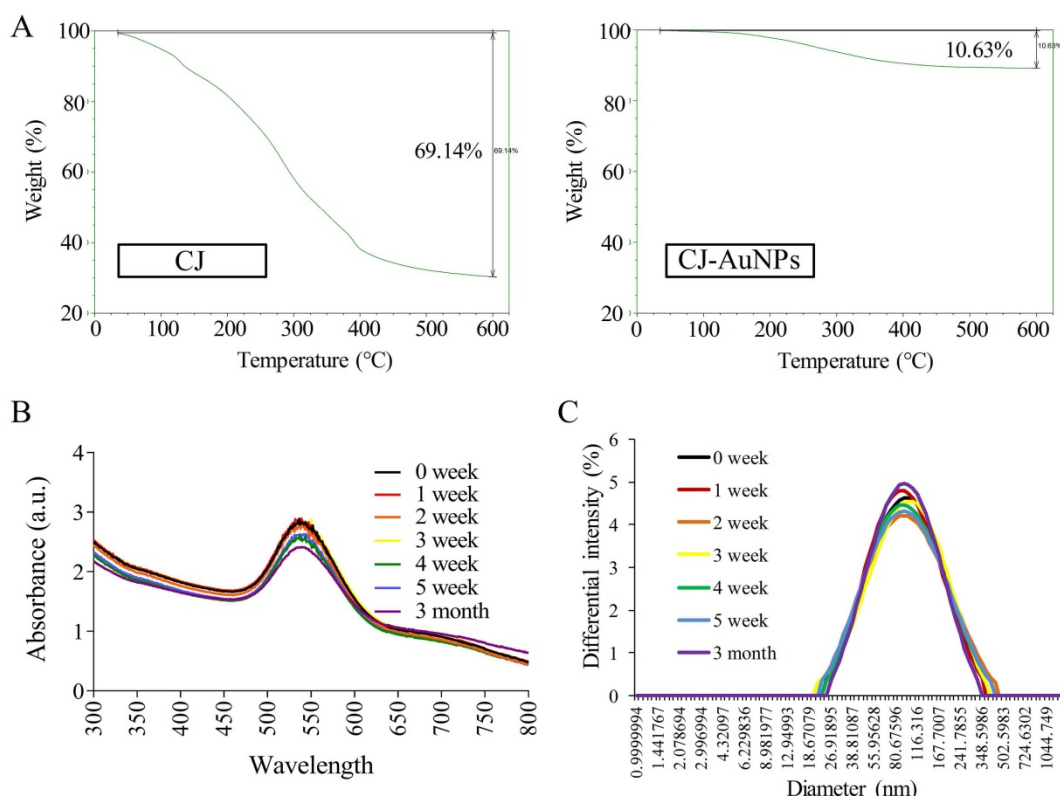 A
100
80
60
40
20
Weight (%)
69.14%
69.14%
CJ
0 100 200 300 400 500 600
Temperature (°C)
100
80
60
40
20
Weight (%)
10.63%
10.63%
CJ-AuNPs
0 100 200 300 400 500 600
Temperature (°C)
B
4
3
2
1
0
Absorbance (a.u.)
0 week
1 week
2 week
3 week
4 week
5 week
3 month
300 350 400 450 500 550 600 650 700 750 800
Wavelength
C
6
5
4
3
2
1
0
Differential intensity (%)
0 week
1 week
2 week
3 week
4 week
5 week
3 month
0.9999994 1.441767 2.078694 2.996994 4.32097 6.229836 8.981977 12.94993 18.67079 26.91895 38.81087 55.95628 80.67596 116.316 167.7007 241.7855 348.5986 502.5983 724.6302 1044.749
Diameter (nm)